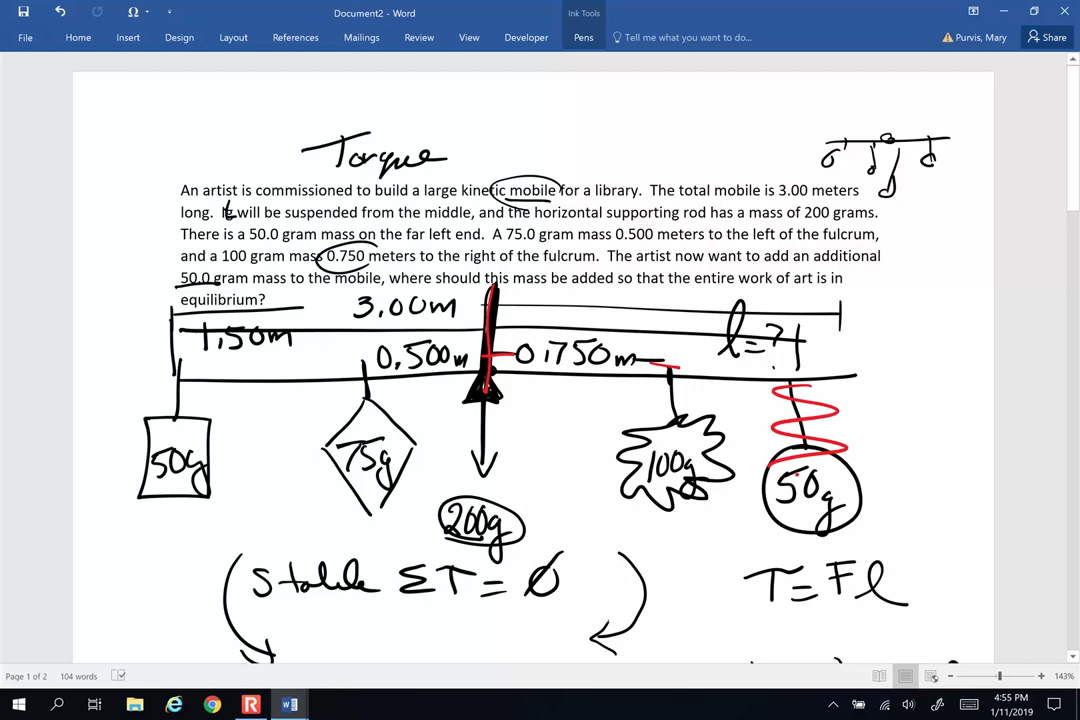 Document2 - Word
Ink Tools
File Home Insert Design Layout References Mailings Review View Developer Pens Tell me what you want to do... Purvis, Mary Share
Torque
An artist is commissioned to build a large kinetic mobile for a library. The total mobile is 3.00 meters
long. It will be suspended from the middle, and the horizontal supporting rod has a mass of 200 grams.
There is a 50.0 gram mass on the far left end. A 75.0 gram mass 0.500 meters to the left of the fulcrum,
and a 100 gram mass 0.750 meters to the right of the fulcrum. The artist now want to add an additional
50.0 gram mass to the mobile, where should this mass be added so that the entire work of art is in
equilibrium?
3.00m
1.50m
0.500m 0.750m l=?
50g 75g 100g 50g
200g
Stable ΣT=0 T=Fl
Page 1 of 2 104 words 143%
4:55 PM
1/11/2019